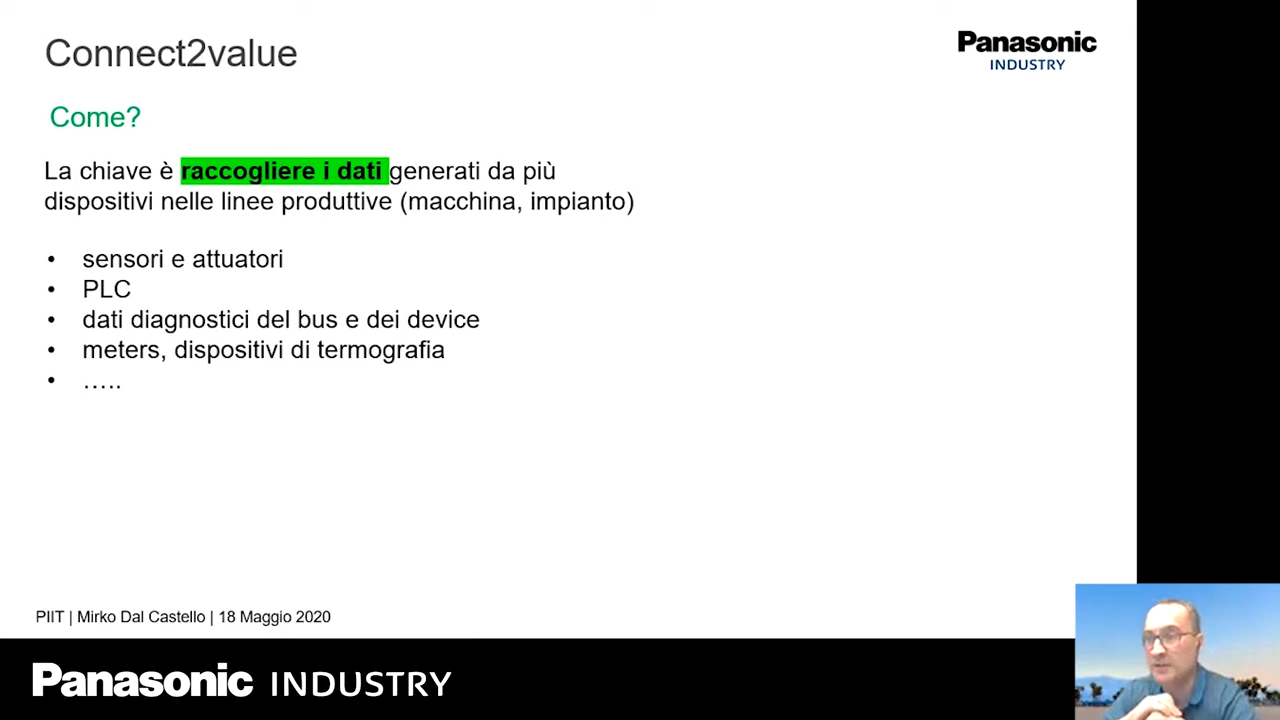 Connect2value
Panasonic
INDUSTRY
Come?
La chiave è raccogliere i dati generati da più
dispositivi nelle linee produttive (macchina, impianto)
• sensori e attuatori
• PLC
• dati diagnostici del bus e dei device
• meters, dispositivi di termografia
• …..
PIIT | Mirko Dal Castello | 18 Maggio 2020
Panasonic INDUSTRY